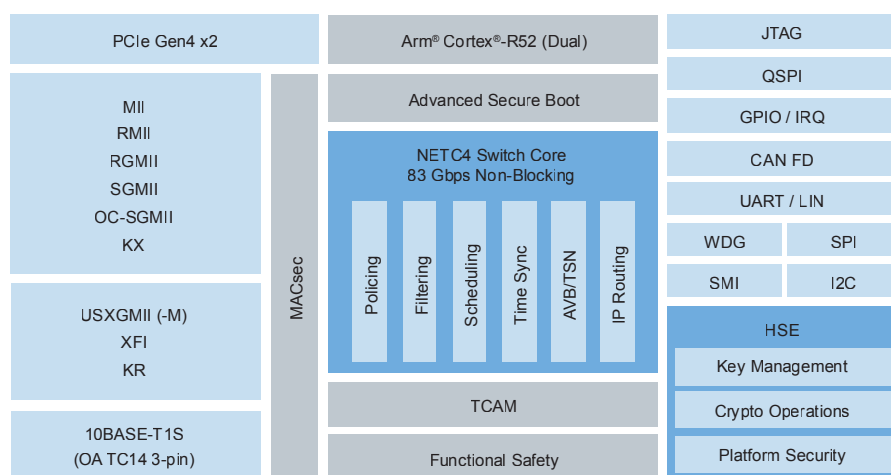 PCIe Gen4 x2
MII
RMII
RGMII
SGMII
OC-SGMII
KX
USXGMII (-M)
XFI
KR
10BASE-T1S
(OA TC14 3-pin)
MACsec
Arm® Cortex®-R52 (Dual)
Advanced Secure Boot
NETC4 Switch Core
83 Gbps Non-Blocking
Policing
Filtering
Scheduling
Time Sync
AVB/TSN
IP Routing
TCAM
Functional Safety
JTAG
QSPI
GPIO / IRQ
CAN FD
UART / LIN
WDG
SPI
SMI
I2C
HSE
Key Management
Crypto Operations
Platform Security